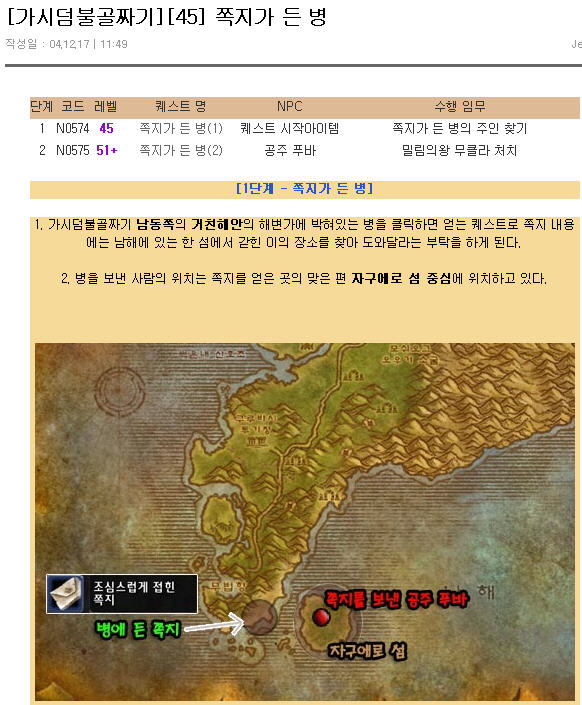 [가시덤불골짜기][45] 쪽지가 든 병
작성일 : 04,12,17 | 11:49
Je
단계 코드 레벨 퀘스트 명 NPC 수행 임무
1 N0574 45 쪽지가 든 병(1) 퀘스트 시작아이템 쪽지가 든 병의 주인 찾기
2 N0575 51+ 쪽지가 든 병(2) 공주 푸바 밀림의왕 무클라 처치
[1단계 - 쪽지가 든 병]
1. 가시덤불골짜기 남동쪽의 거친해안의 해변가에 박혀있는 병을 클릭하면 얻는 퀘스트로 쪽지 내용
에는 남해에 있는 한 섬에서 갇힌 이의 장소를 찾아 도와달라는 부탁을 하게 된다.
2. 병을 보낸 사람의 위치는 쪽지를 얻은 곳의 맞은 편 자구에로 섬 중심에 위치하고 있다.
구루바시
투기장
무법항
남 해
조심스럽게 접힌
쪽지
쪽지를 보낸 공주 푸바
병에 든 쪽지
자구에로 섬